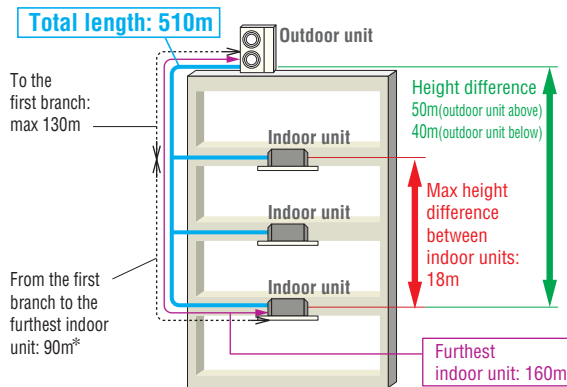 Total length: 510m
Outdoor unit
To the
first branch:
max 130m
Height difference
50m(outdoor unit above)
40m(outdoor unit below)
Indoor unit
Max height
difference
between
indoor units:
18m
Indoor unit
From the first
branch to the
furthest indoor
unit: 90m*
Indoor unit
Furthest
indoor unit: 160m